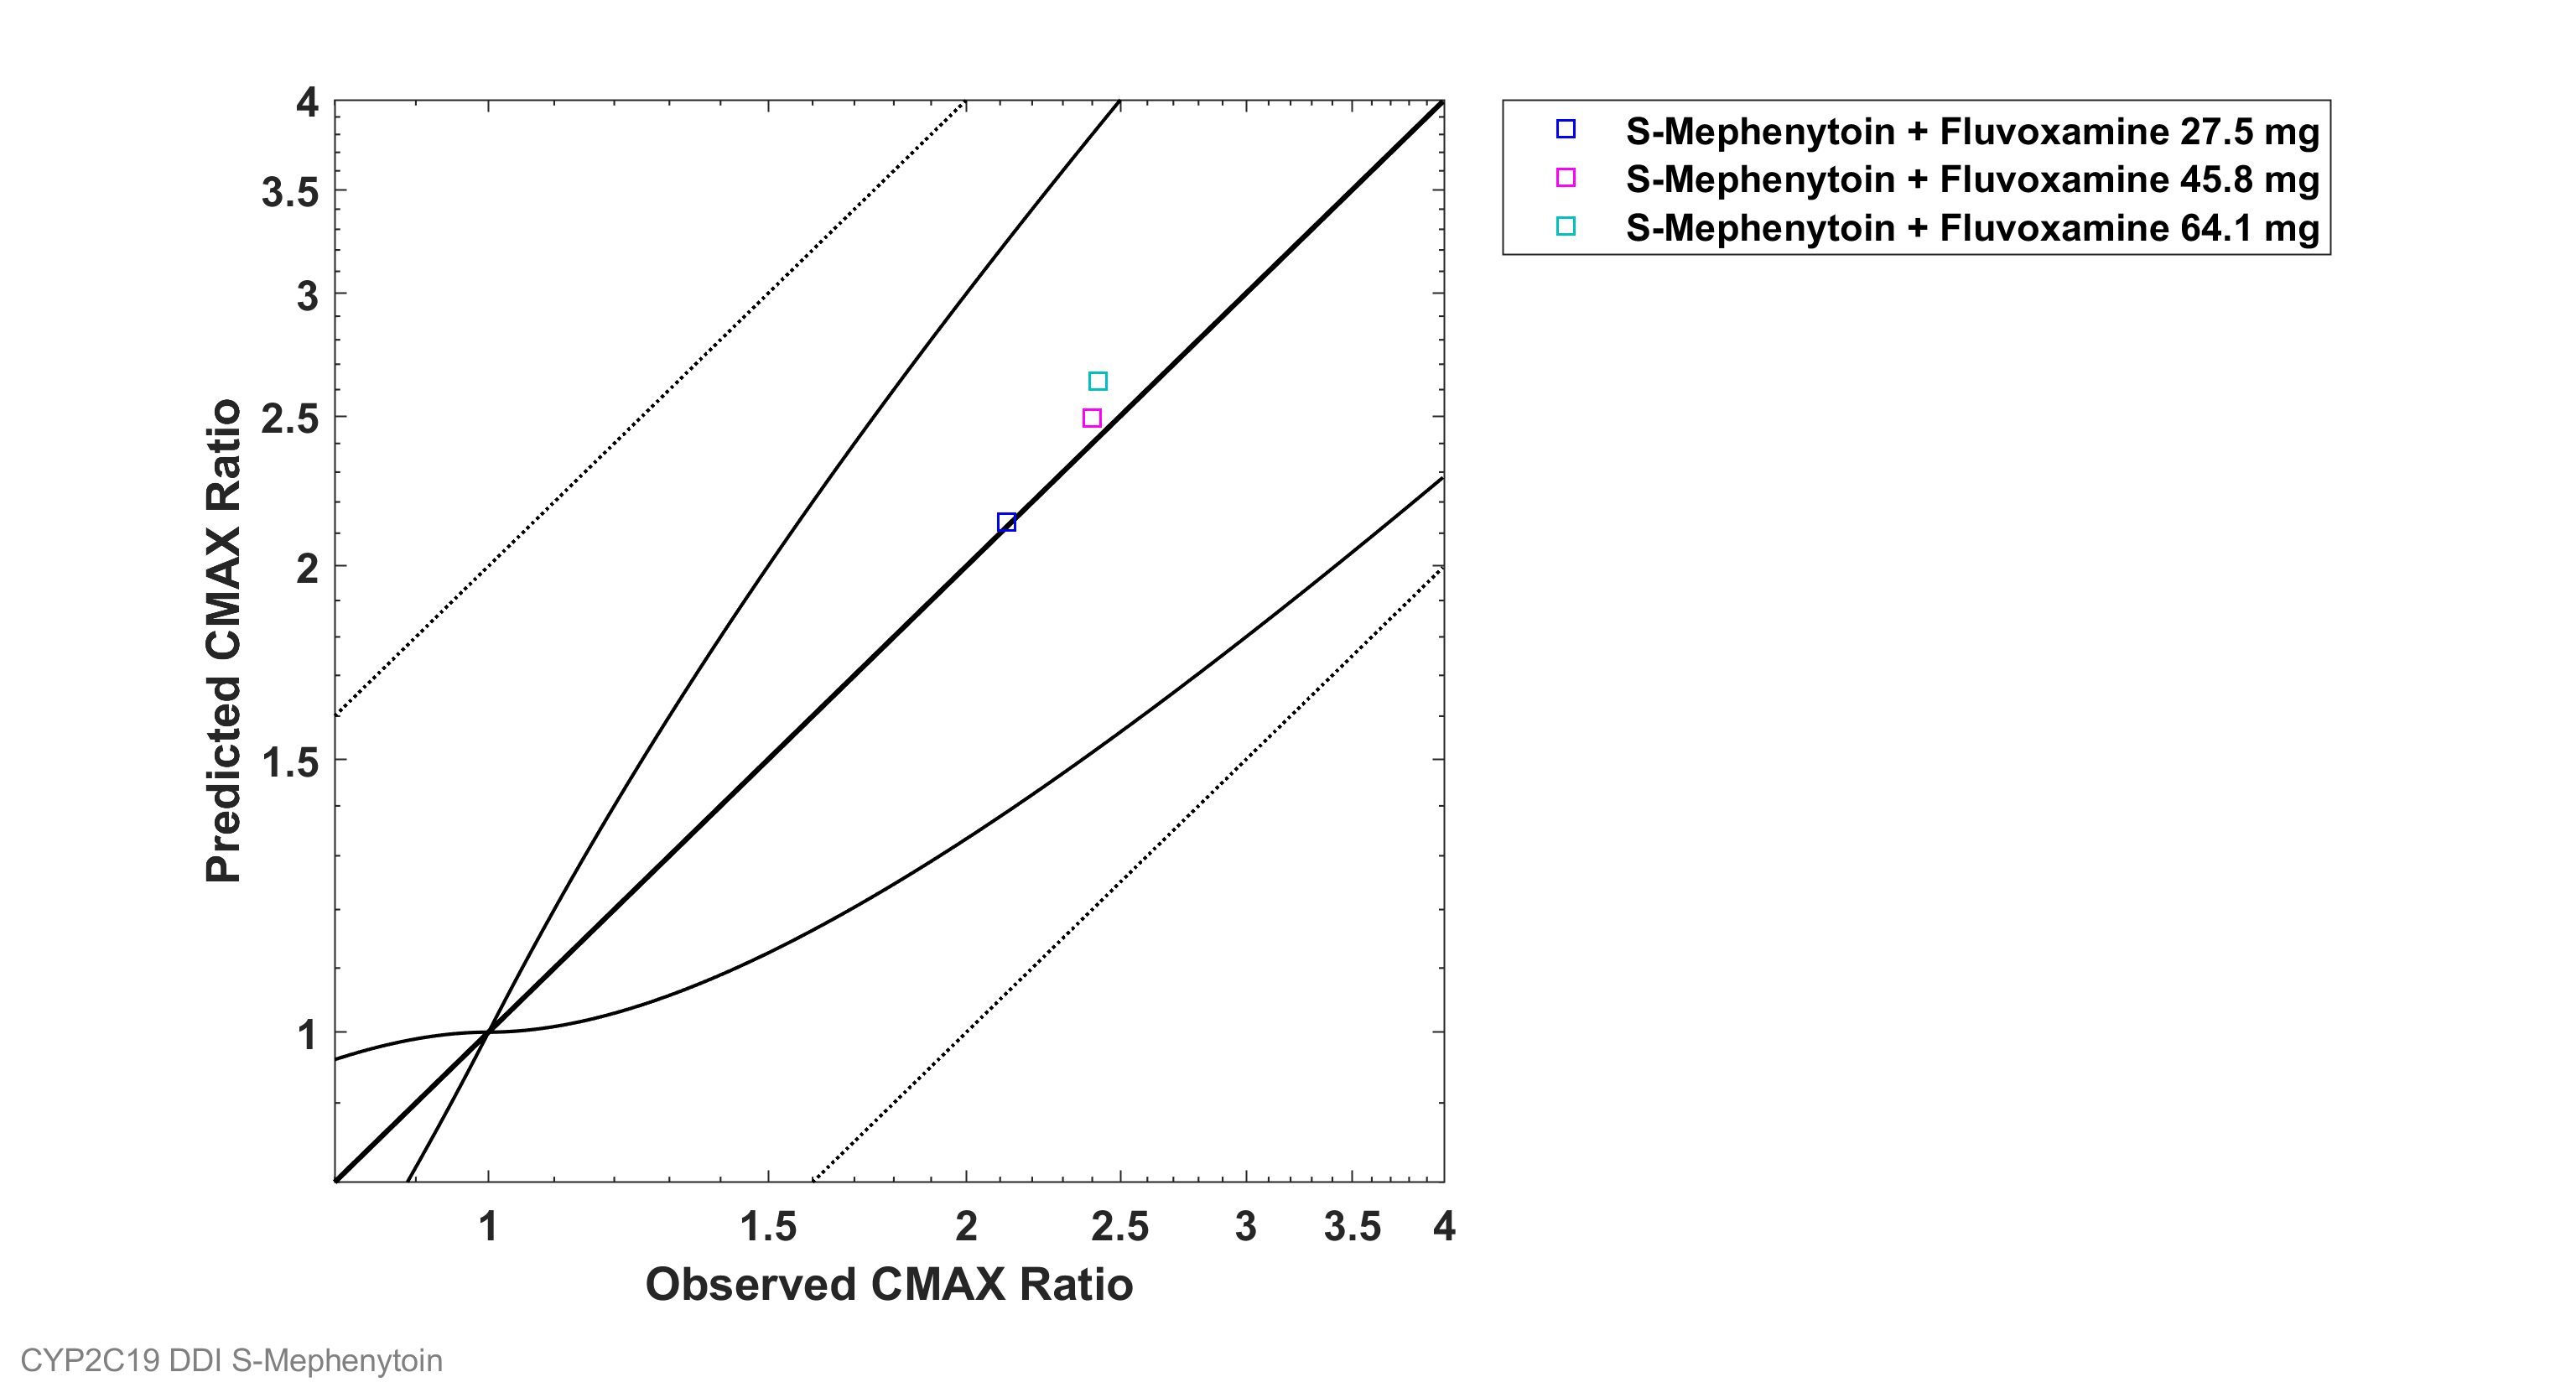 4
3.5
3
2.5
2
1.5
1
Predicted CMAX Ratio
1
1.5
2
2.5
3
3.5
4
Observed CMAX Ratio
S-Mephenytoin + Fluvoxamine 27.5 mg
S-Mephenytoin + Fluvoxamine 45.8 mg
S-Mephenytoin + Fluvoxamine 64.1 mg
CYP2C19 DDI S-Mephenytoin